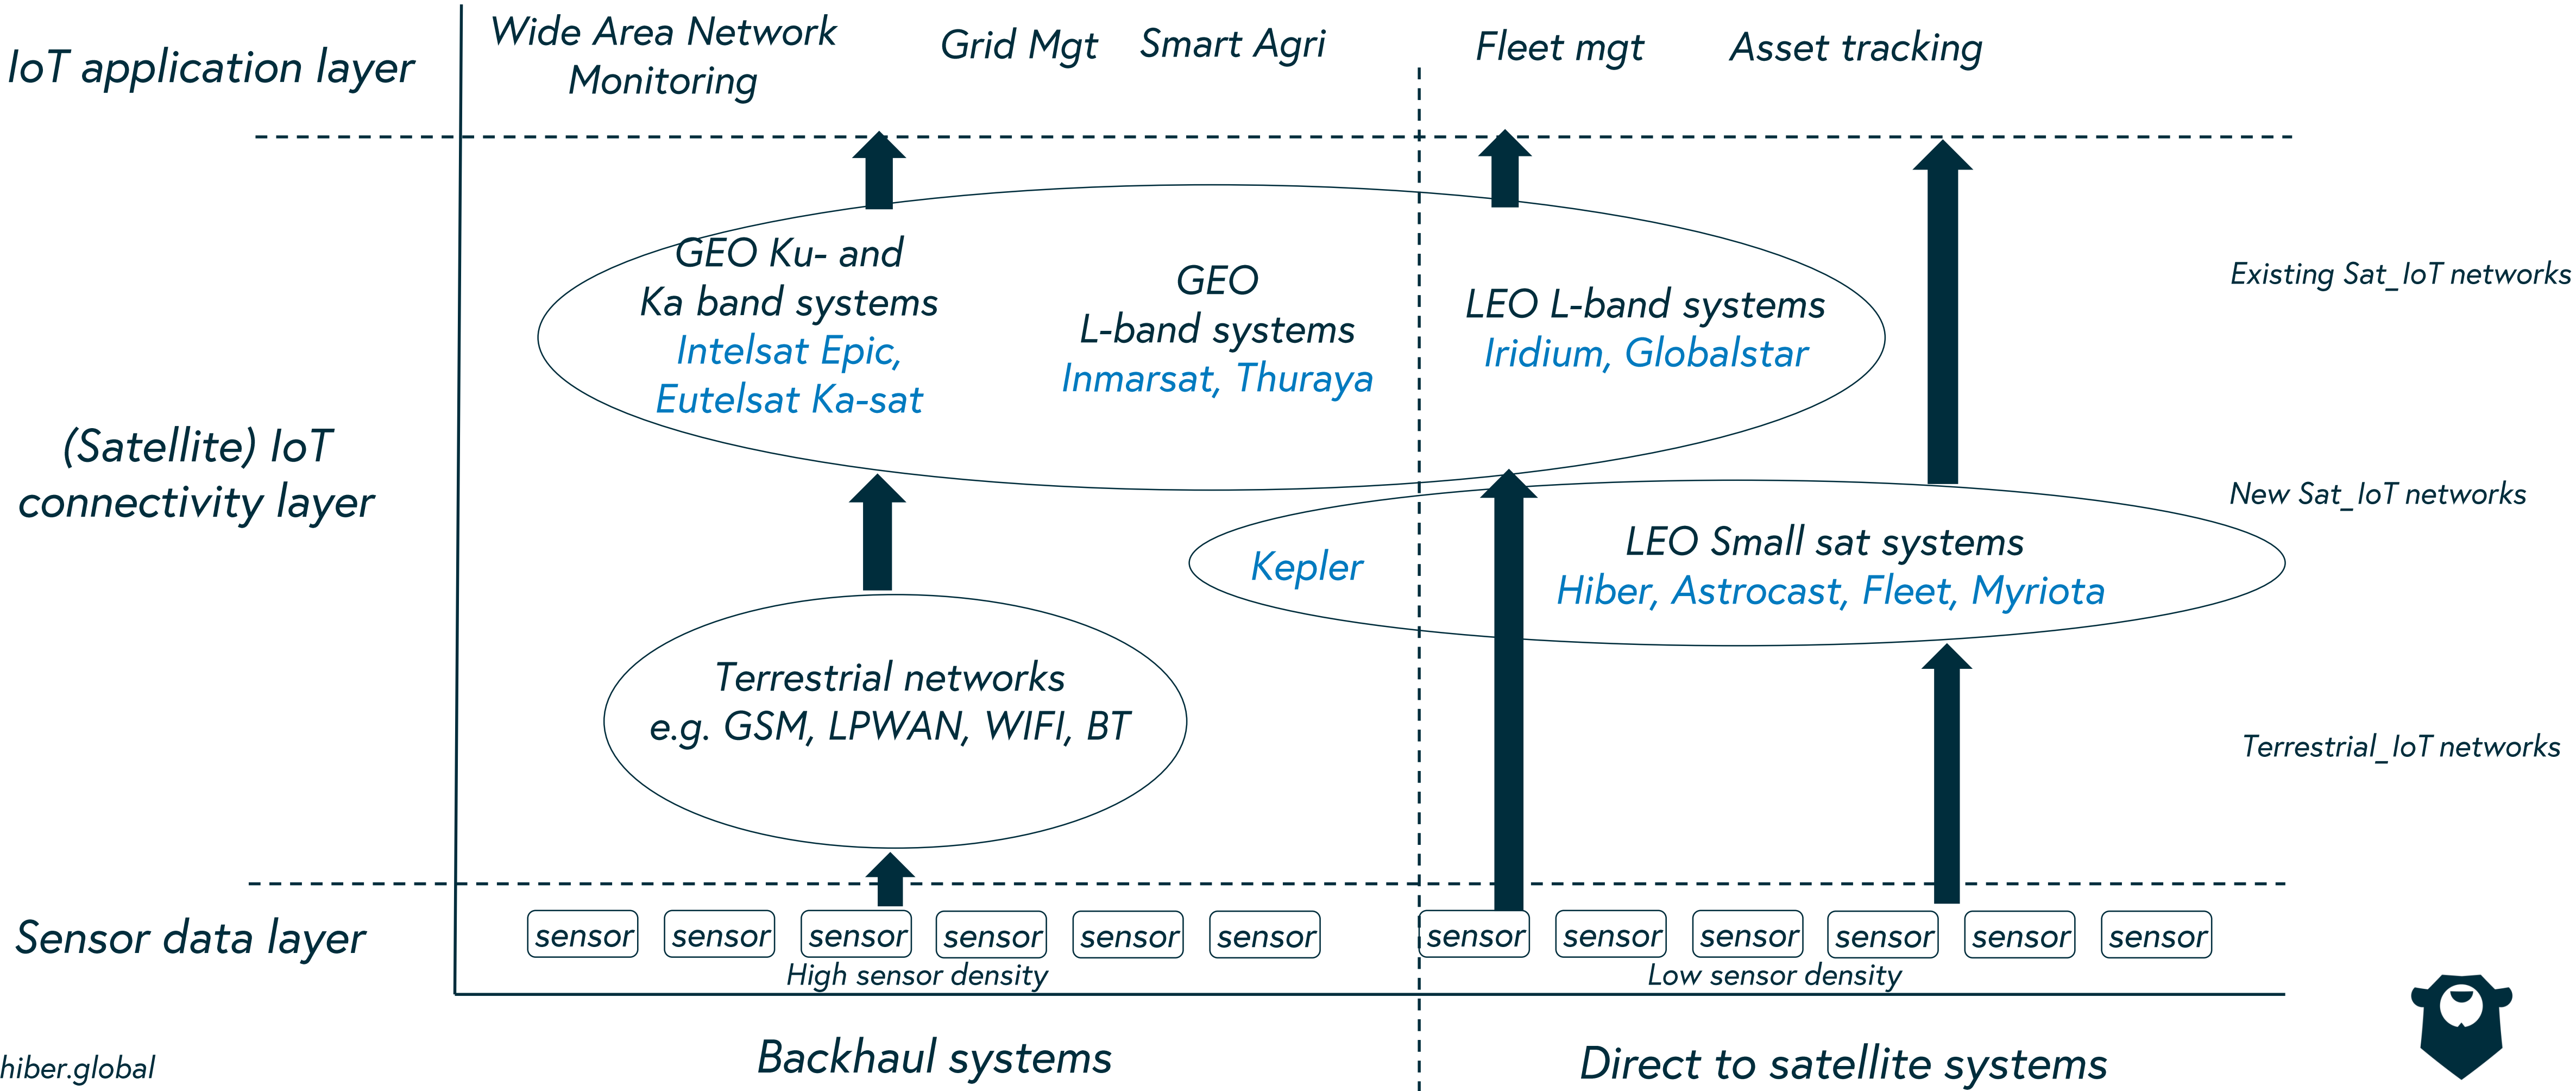 IoT application layer
Wide Area Network
Monitoring
Grid Mgt
Smart Agri
Fleet mgt
Asset tracking
(Satellite) IoT
connectivity layer
GEO Ku- and
Ka band systems
Intelsat Epic,
Eutelsat Ka-sat
GEO
L-band systems
Inmarsat, Thuraya
LEO L-band systems
Iridium, Globalstar
Existing Sat_IoT networks
New Sat_IoT networks
Kepler
LEO Small sat systems
Hiber, Astrocast, Fleet, Myriota
Terrestrial networks
e.g. GSM, LPWAN, WIFI, BT
Terrestrial_IoT networks
Sensor data layer
sensor sensor sensor sensor sensor sensor sensor sensor sensor sensor sensor sensor
High sensor density
Low sensor density
Backhaul systems
Direct to satellite systems
hiber.global